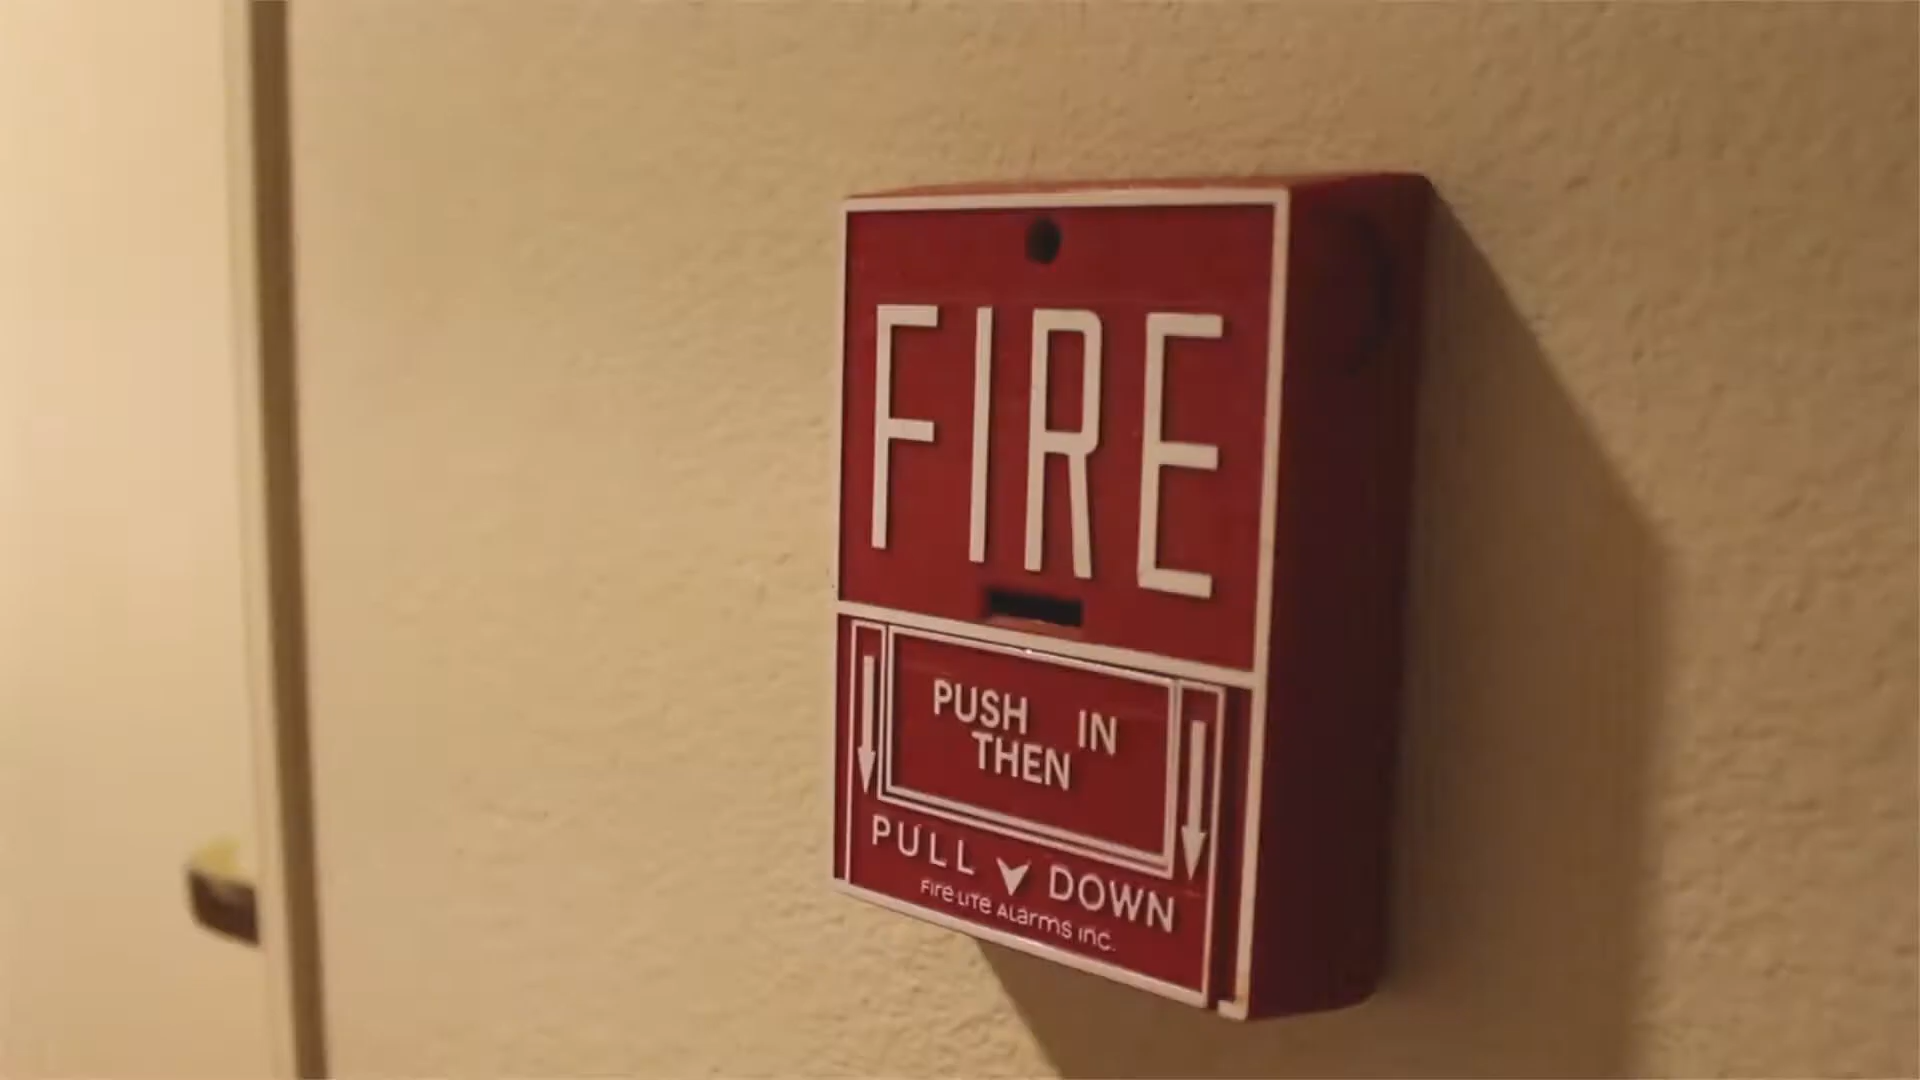 FIRE
PUSH IN
THEN
PULL DOWN
Fire Lite Alarms inc.